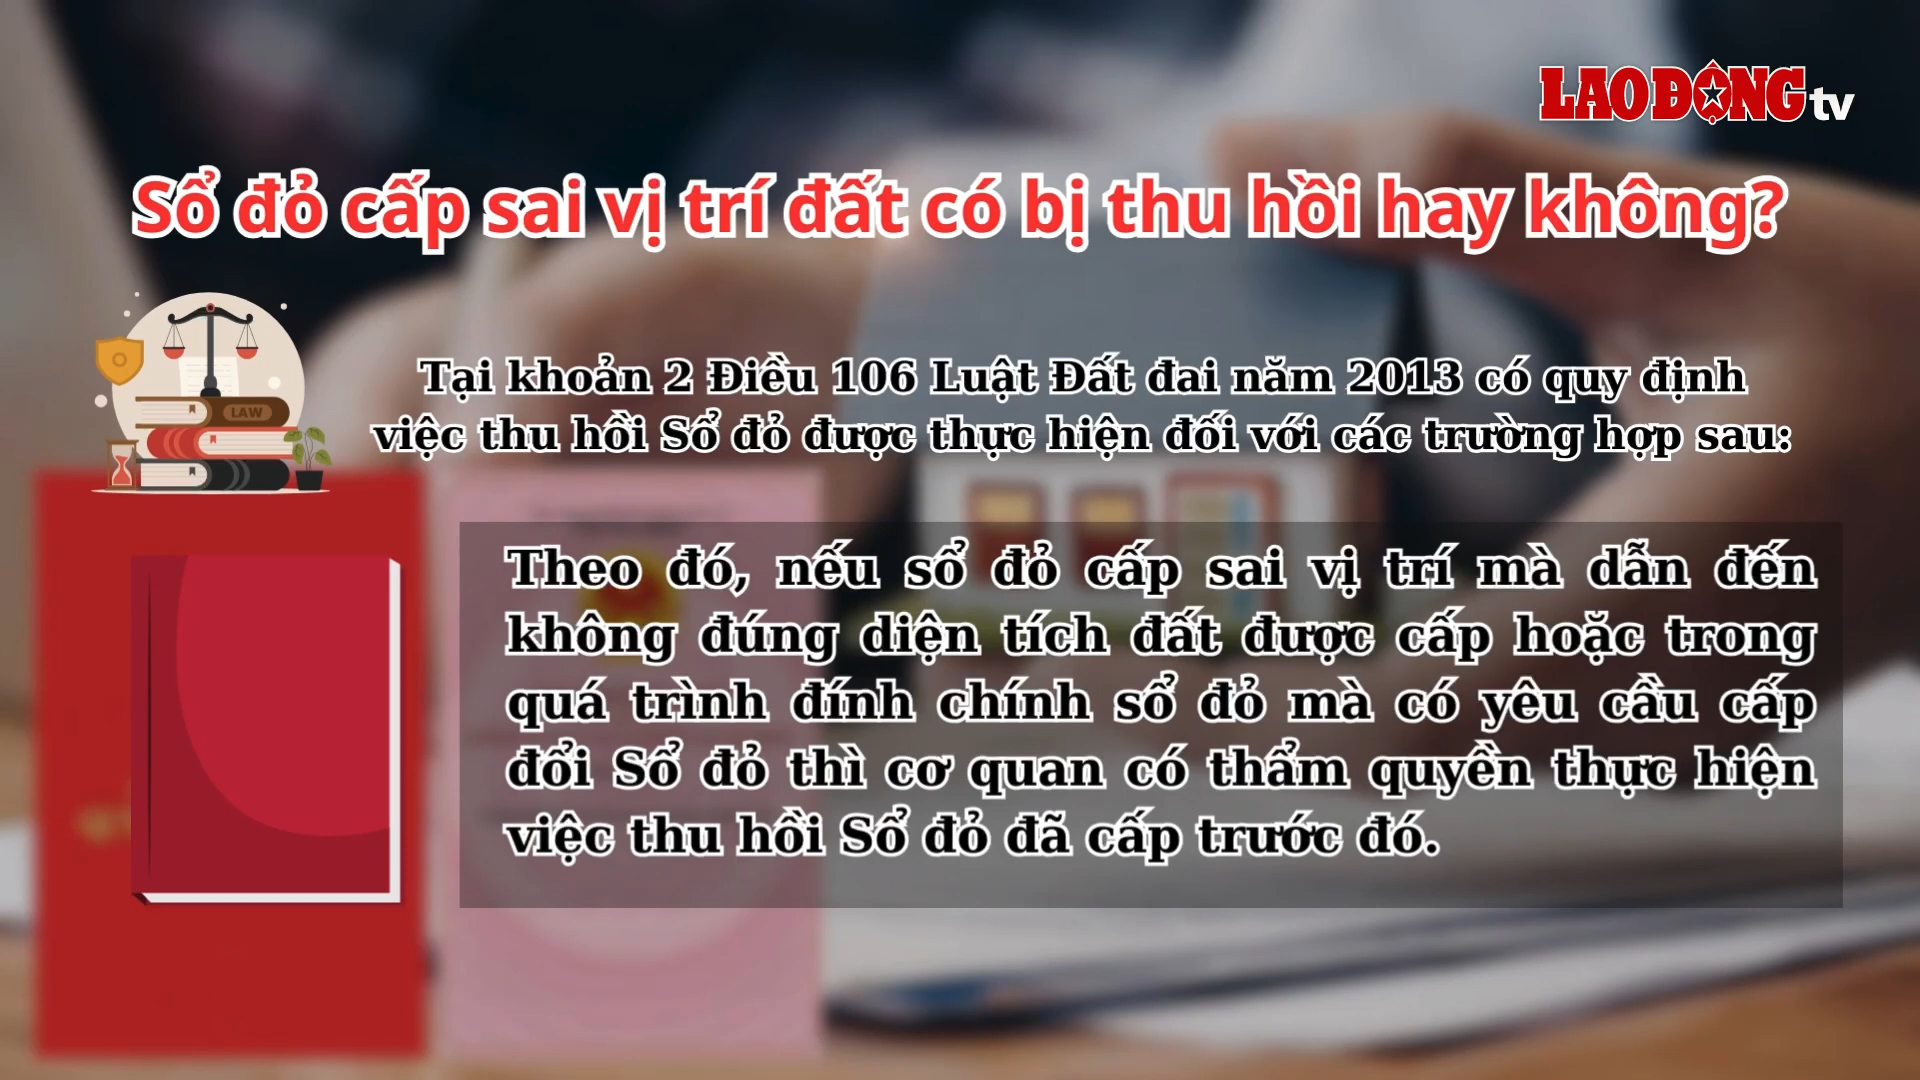 LAO ĐỘNG tv
Sổ đỏ cấp sai vị trí đất có bị thu hồi hay không?
LAW
Tại khoản 2 Điều 106 Luật Đất đai năm 2013 có quy định
việc thu hồi Sổ đỏ được thực hiện đối với các trường hợp sau:
Theo đó, nếu sổ đỏ cấp sai vị trí mà dẫn đến
không đúng diện tích đất được cấp hoặc trong
quá trình đính chính sổ đỏ mà có yêu cầu cấp
đổi Sổ đỏ thì cơ quan có thẩm quyền thực hiện
việc thu hồi Sổ đỏ đã cấp trước đó.